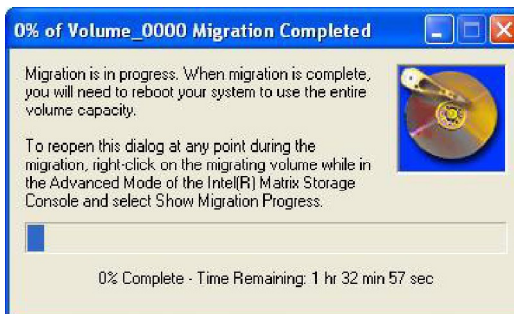 0% of Volume_0000 Migration Completed
Migration is in progress. When migration is complete,
you will need to reboot your system to use the entire
volume capacity.
To reopen this dialog at any point during the
migration, right-click on the migrating volume while in
the Advanced Mode of the Intel(R) Matrix Storage
Console and select Show Migration Progress.
0% Complete - Time Remaining: 1 hr 32 min 57 sec